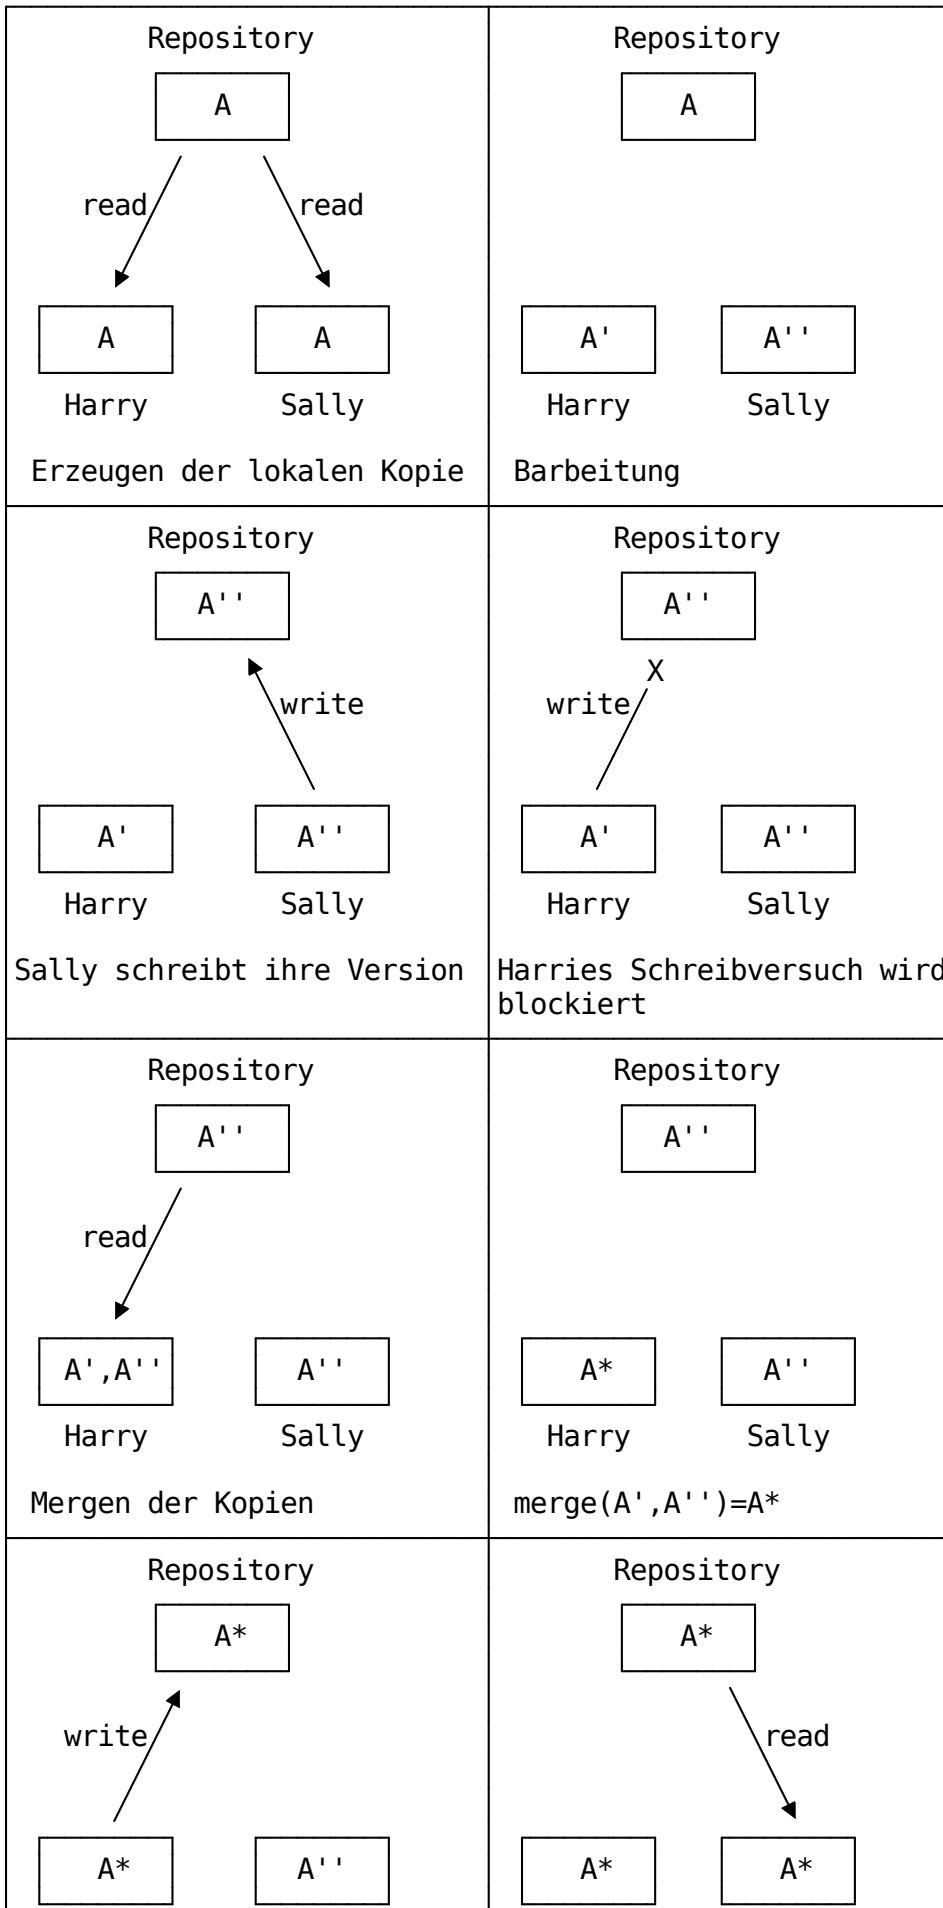 Repository
A
read read
A A
Harry Sally
Erzeugen der lokalen Kopie
Repository
A
A' A''
Harry Sally
Barbeitung
Repository
A''
write
A' A''
Harry Sally
Sally schreibt ihre Version
Repository
A''
X
write
A' A''
Harry Sally
Harries Schreibversuch wird
blockiert
Repository
A''
read
A',A'' A''
Harry Sally
Mergen der Kopien
Repository
A''
A* A''
Harry Sally
merge(A',A'')=A*
Repository
A*
write
A* A''
Repository
A*
read
A* A*